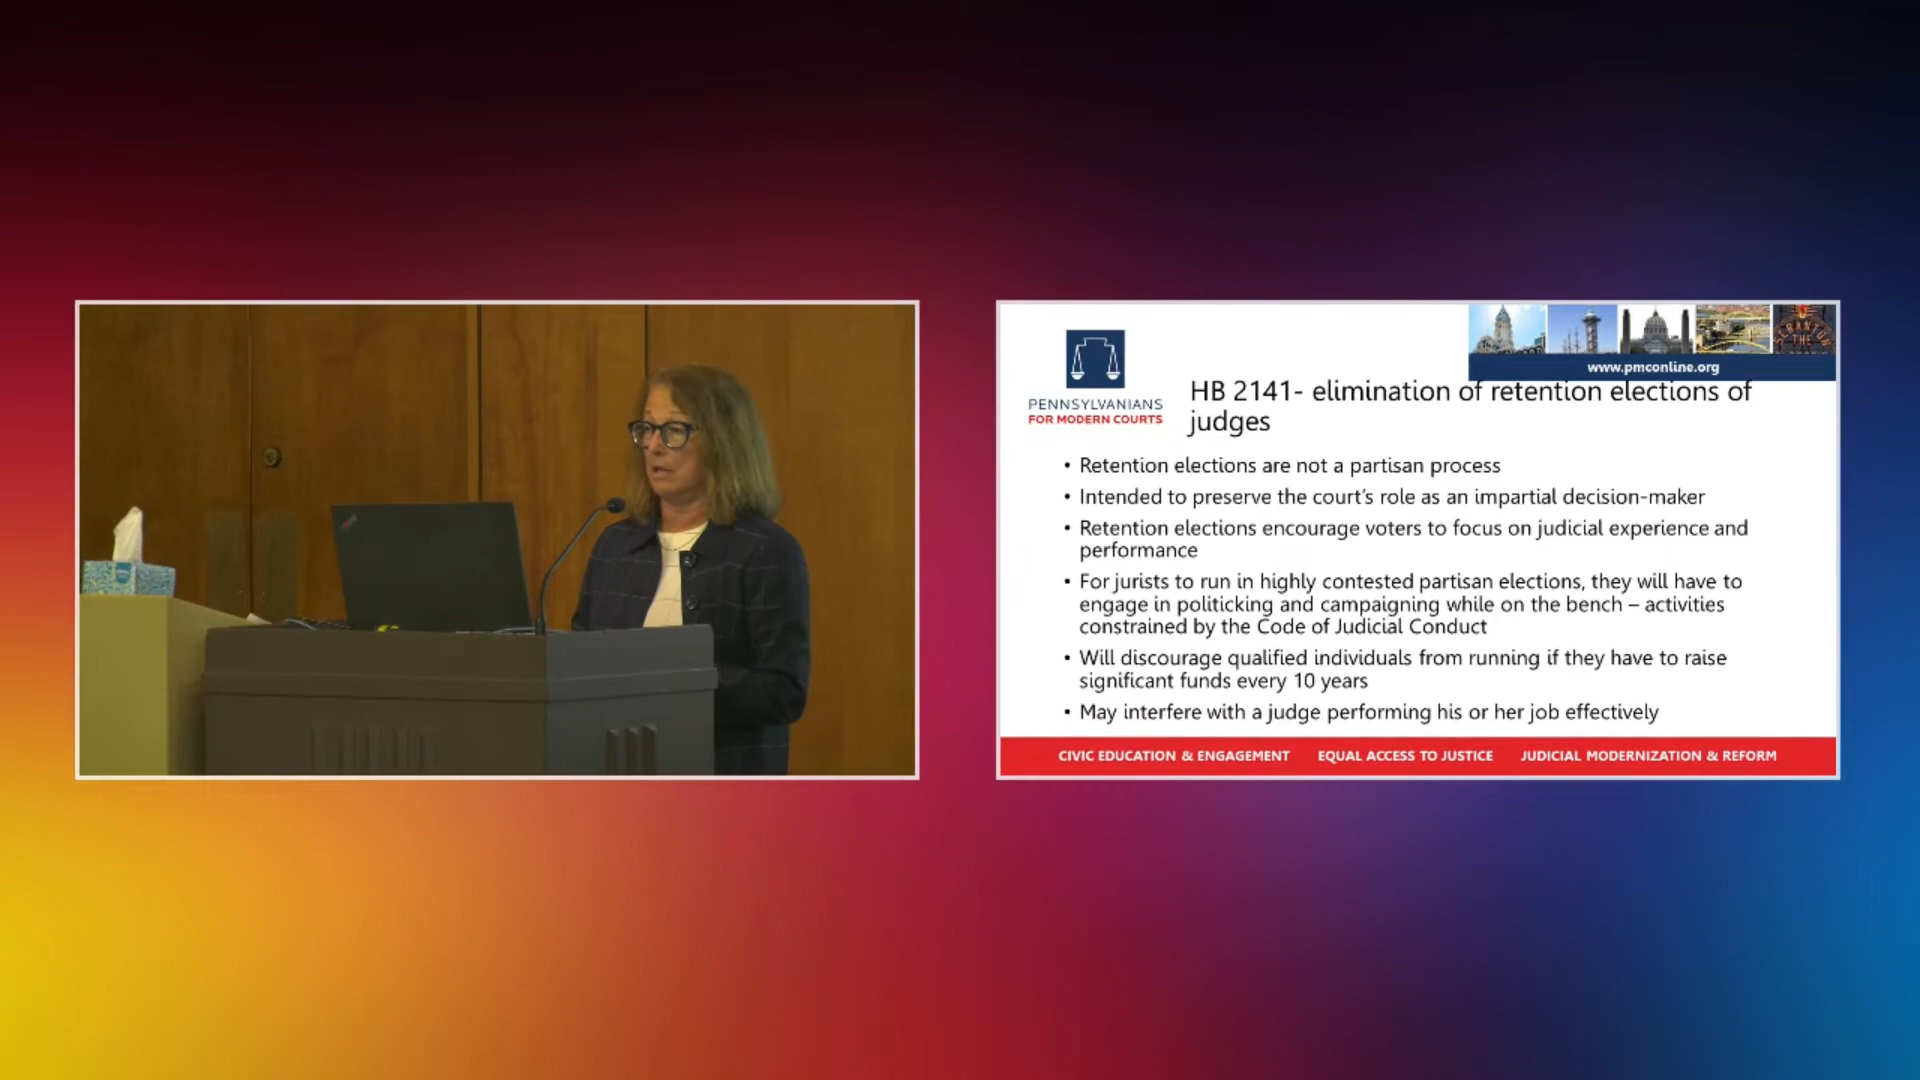 www.pmconline.org
PENNSYLVANIANS
FOR MODERN COURTS
HB 2141- elimination of retention elections of
judges
• Retention elections are not a partisan process
• Intended to preserve the court's role as an impartial decision-maker
• Retention elections encourage voters to focus on judicial experience and
performance
• For jurists to run in highly contested partisan elections, they will have to
engage in politicking and campaigning while on the bench – activities
constrained by the Code of Judicial Conduct
• Will discourage qualified individuals from running if they have to raise
significant funds every 10 years
• May interfere with a judge performing his or her job effectively
CIVIC EDUCATION & ENGAGEMENT EQUAL ACCESS TO JUSTICE JUDICIAL MODERNIZATION & REFORM